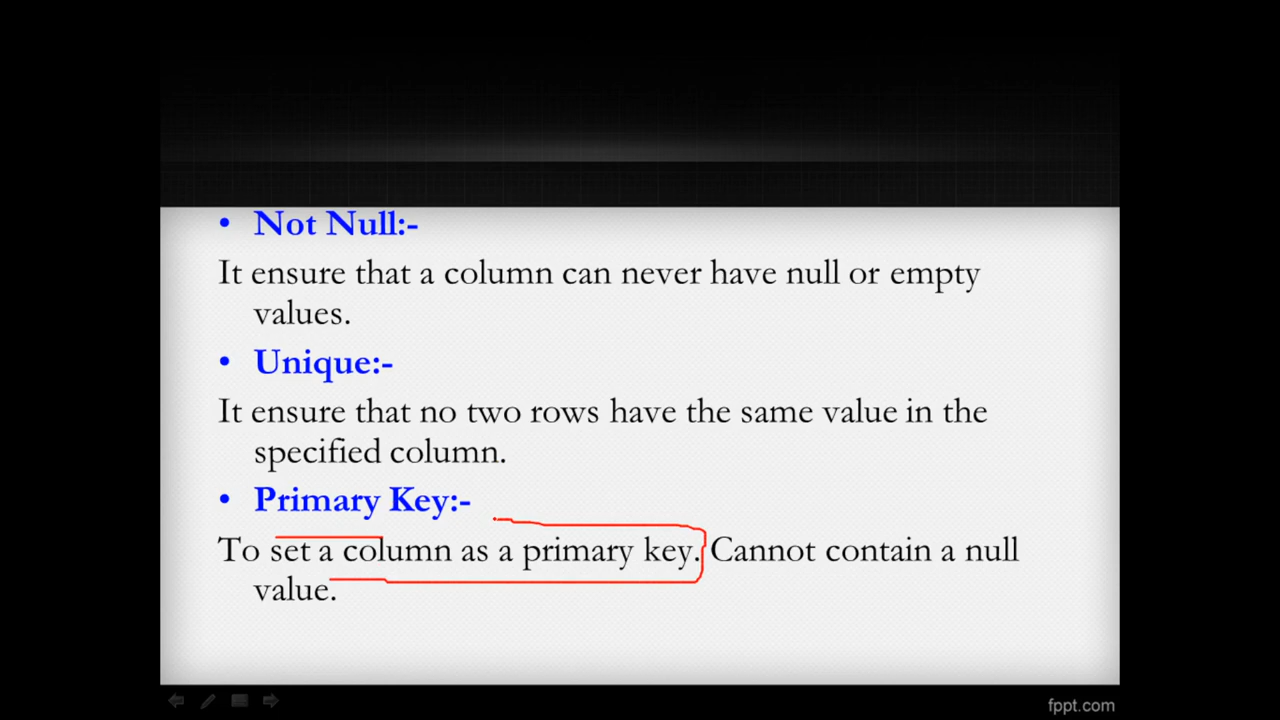 • Not Null:-
It ensure that a column can never have null or empty
values.
• Unique:-
It ensure that no two rows have the same value in the
specified column.
• Primary Key:-
To set a column as a primary key. Cannot contain a null
value.
fppt.com